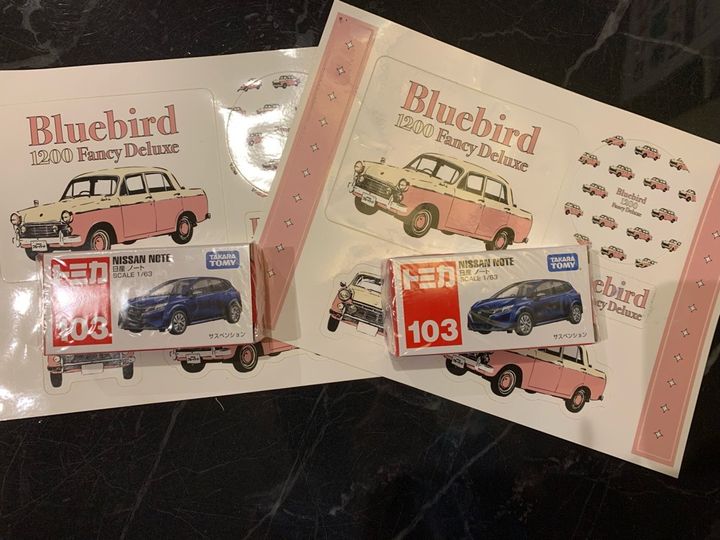 Bluebird
1200 Fancy Deluxe
Bluebird
1200 Fancy Deluxe
Bluebird
1200
Fancy Deluxe
Bluebird
Fancy Deluxe
トミカ
103
NISSAN NOTE
日産 ノート
SCALE 1/63
TAKARA
TOMY
サスペンション
トミカ
103
NISSAN NOTE
日産 ノート
SCALE 1/63
TAKARA
TOMY
サスペンション